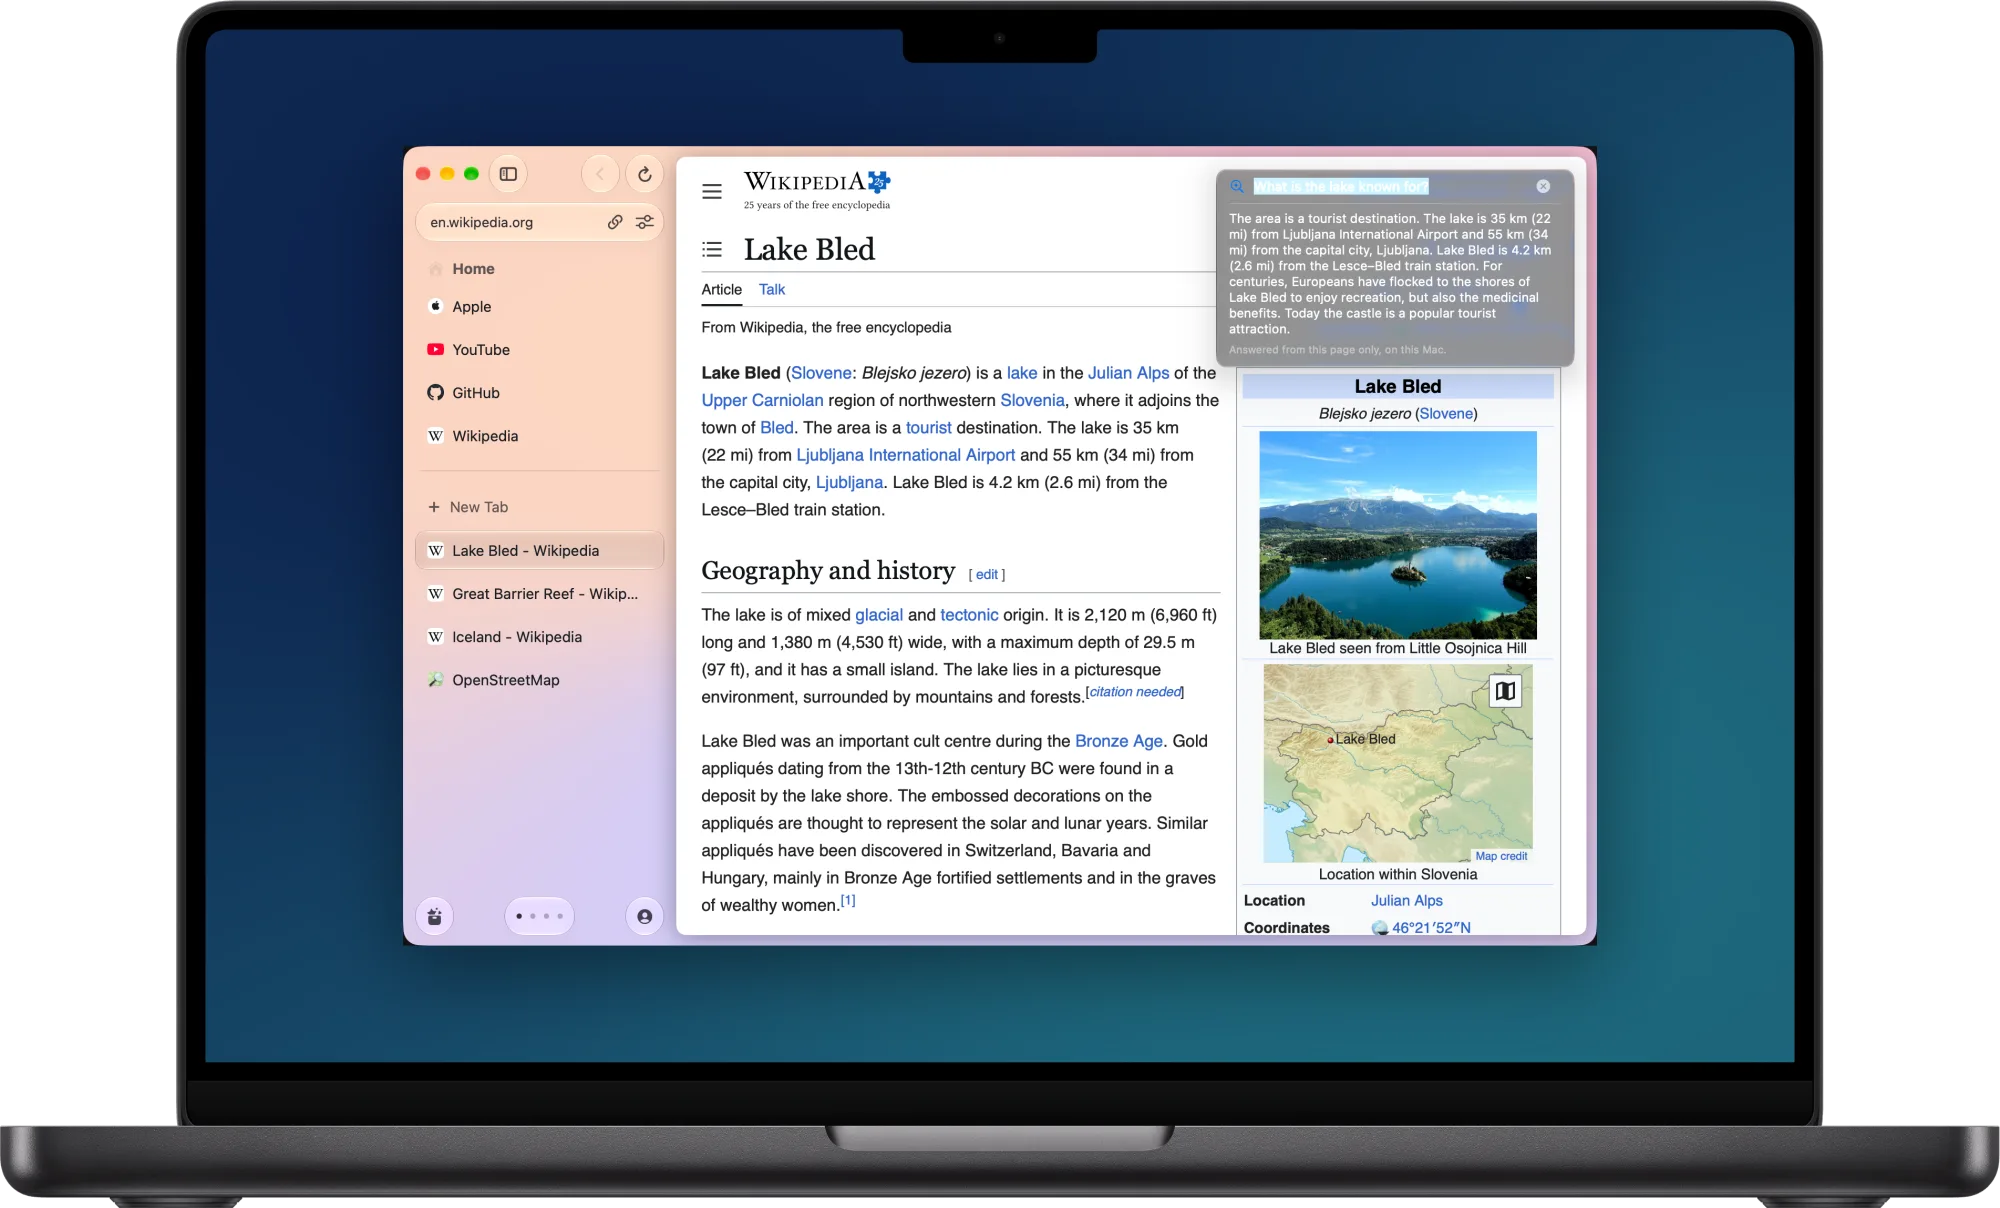 en.wikipedia.org
Home
Apple
YouTube
GitHub
W Wikipedia
+ New Tab
W Lake Bled - Wikipedia
W Great Barrier Reef - Wikip...
W Iceland - Wikipedia
OpenStreetMap
WIKIPEDIA 25
25 years of the free encyclopedia
Lake Bled
Article Talk
From Wikipedia, the free encyclopedia
Lake Bled (Slovene: Blejsko jezero) is a lake in the Julian Alps of the
Upper Carniolan region of northwestern Slovenia, where it adjoins the
town of Bled. The area is a tourist destination. The lake is 35 km
(22 mi) from Ljubljana International Airport and 55 km (34 mi) from
the capital city, Ljubljana. Lake Bled is 4.2 km (2.6 mi) from the
Lesce–Bled train station.
Geography and history [ edit ]
The lake is of mixed glacial and tectonic origin. It is 2,120 m (6,960 ft)
long and 1,380 m (4,530 ft) wide, with a maximum depth of 29.5 m
(97 ft), and it has a small island. The lake lies in a picturesque
environment, surrounded by mountains and forests.[citation needed]
Lake Bled was an important cult centre during the Bronze Age. Gold
appliqués dating from the 13th-12th century BC were found in a
deposit by the lake shore. The embossed decorations on the
appliqués are thought to represent the solar and lunar years. Similar
appliqués have been discovered in Switzerland, Bavaria and
Hungary, mainly in Bronze Age fortified settlements and in the graves
of wealthy women.[1]
What is the lake known for?
The area is a tourist destination. The lake is 35 km (22
mi) from Ljubljana International Airport and 55 km (34
mi) from the capital city, Ljubljana. Lake Bled is 4.2 km
(2.6 mi) from the Lesce–Bled train station. For
centuries, Europeans have flocked to the shores of
Lake Bled to enjoy recreation, but also the medicinal
benefits. Today the castle is a popular tourist
attraction.
Answered from this page only, on this Mac.
Lake Bled
Blejsko jezero (Slovene)
Lake Bled seen from Little Osojnica Hill
Lake Bled
Map credit
Location within Slovenia
Location Julian Alps
Coordinates 46°21′52″N